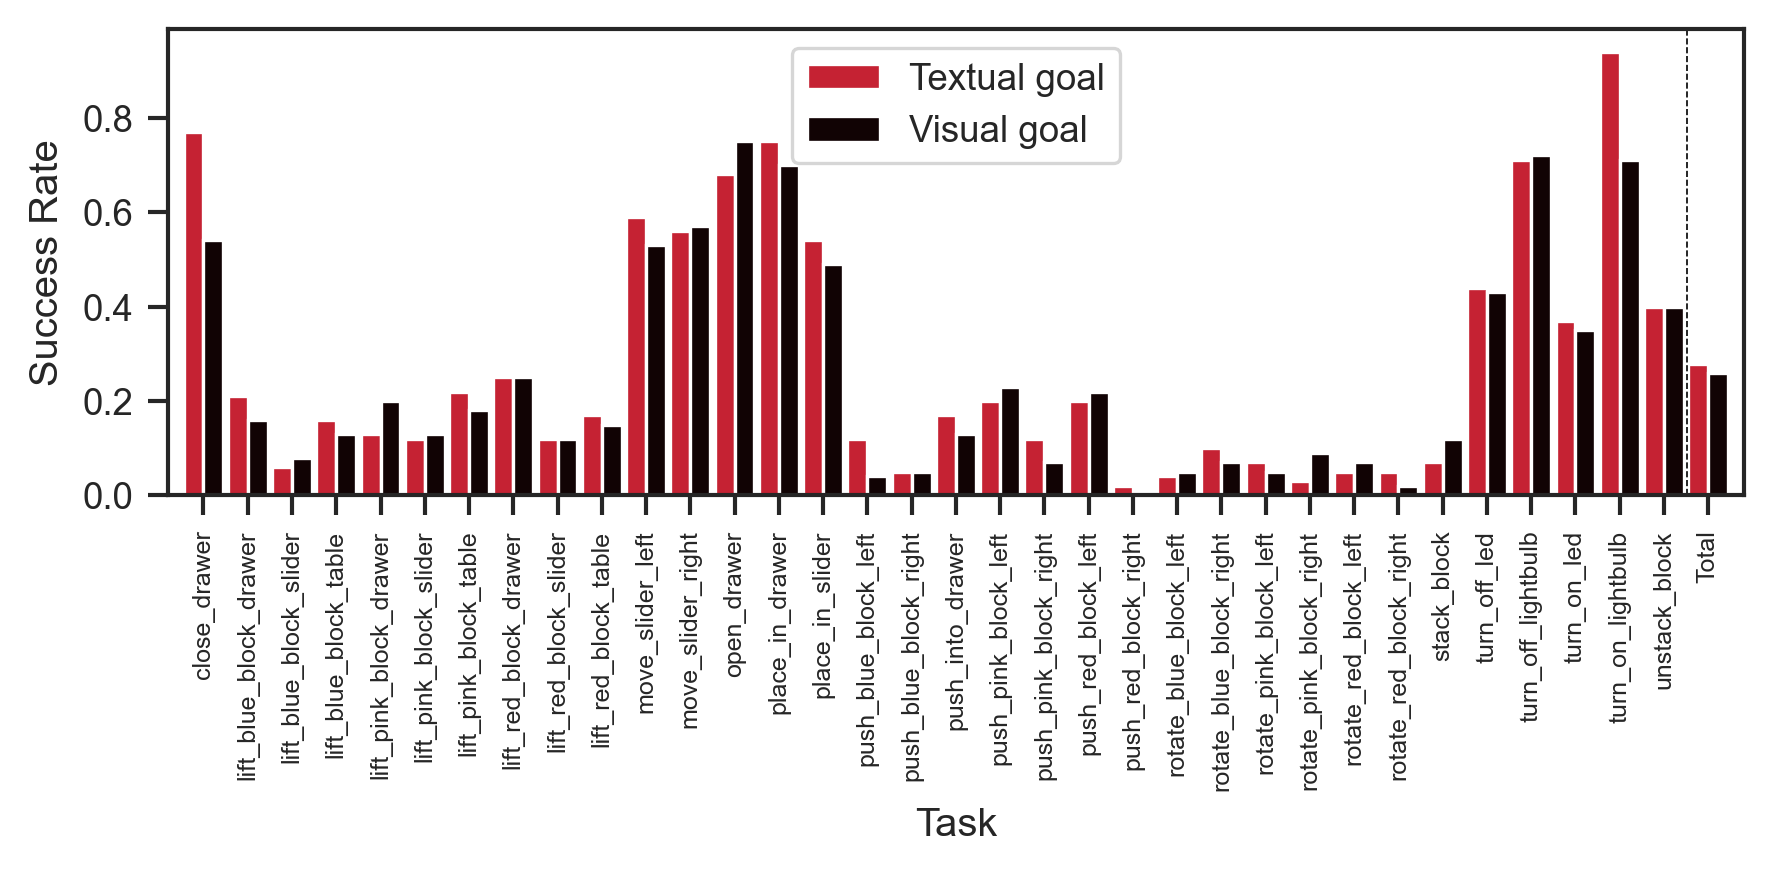 Success Rate
0.8
0.6
0.4
0.2
0.0
Textual goal
Visual goal
close_drawer
lift_blue_block_drawer
lift_blue_block_slider
lift_blue_block_table
lift_pink_block_drawer
lift_pink_block_slider
lift_pink_block_table
lift_red_block_drawer
lift_red_block_slider
lift_red_block_table
move_slider_left
move_slider_right
open_drawer
place_in_drawer
place_in_slider
push_blue_block_left
push_blue_block_right
push_into_drawer
push_pink_block_left
push_pink_block_right
push_red_block_left
push_red_block_right
rotate_blue_block_left
rotate_blue_block_right
rotate_pink_block_left
rotate_pink_block_right
rotate_red_block_left
rotate_red_block_right
stack_block
turn_off_led
turn_off_lightbulb
turn_on_led
turn_on_lightbulb
unstack_block
Total
Task